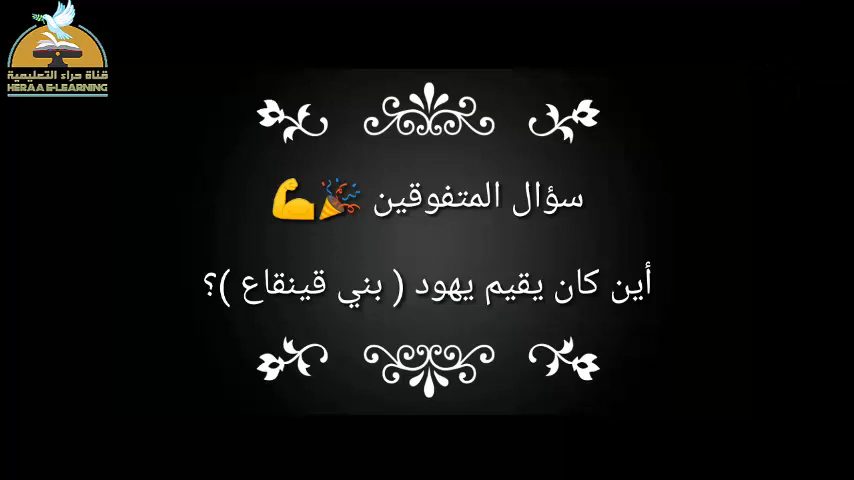 قناة حراء التعليمية
HERAA E-LEARNING
سؤال المتفوقين 🎉💪
أين كان يقيم يهود ( بني قينقاع )؟